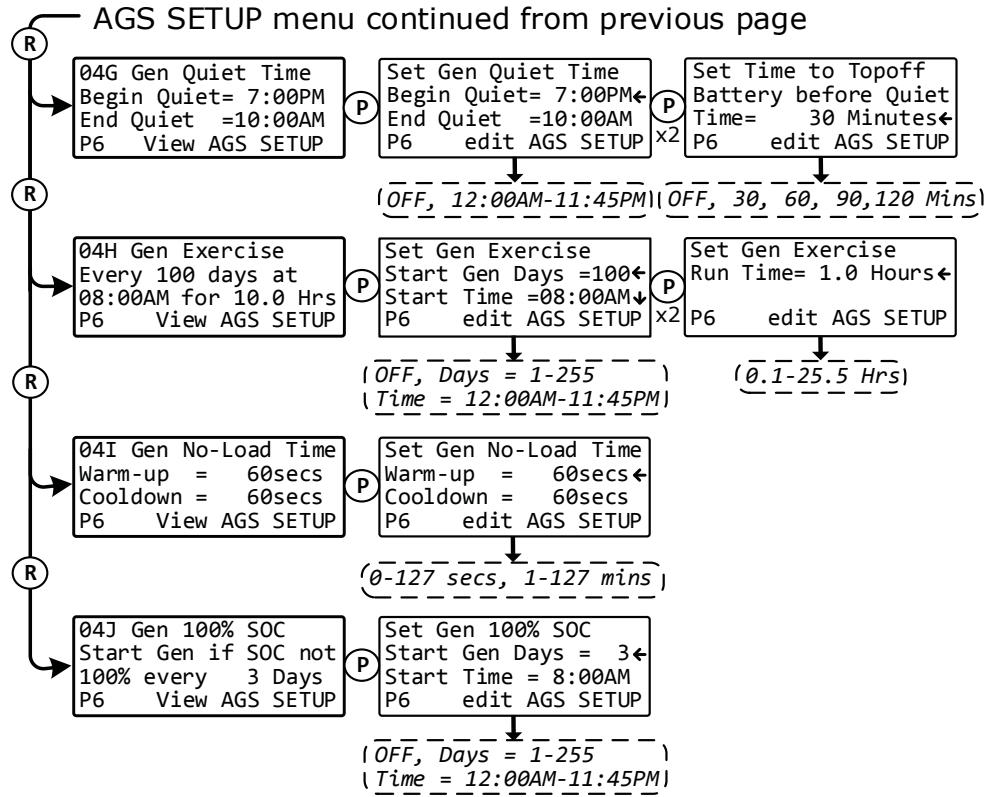 AGS SETUP menu continued from previous page
R
04G Gen Quiet Time
Begin Quiet= 7:00PM
End Quiet  =10:00AM
P6    View AGS SETUP
P
Set Gen Quiet Time
Begin Quiet= 7:00PM←
End Quiet  =10:00AM
P6    edit AGS SETUP
P
x2
Set Time to Topoff
Battery before Quiet
Time=    30 Minutes←
P6    edit AGS SETUP
OFF, 12:00AM-11:45PM
OFF, 30, 60, 90,120 Mins
R
04H Gen Exercise
Every 100 days at
08:00AM for 10.0 Hrs
P6    View AGS SETUP
P
Set Gen Exercise
Start Gen Days =100←
Start Time =08:00AM↓
P6    edit AGS SETUP
P
x2
Set Gen Exercise
Run Time= 1.0 Hours←
P6    edit AGS SETUP
OFF, Days = 1-255
Time = 12:00AM-11:45PM
0.1-25.5 Hrs
R
04I Gen No-Load Time
Warm-up  =   60secs
Cooldown =   60secs
P6    View AGS SETUP
P
Set Gen No-Load Time
Warm-up  =   60secs←
Cooldown =   60secs
P6    edit AGS SETUP
0-127 secs, 1-127 mins
R
04J Gen 100% SOC
Start Gen if SOC not
100% every   3 Days
P6    View AGS SETUP
P
Set Gen 100% SOC
Start Gen Days =  3←
Start Time = 8:00AM
P6    edit AGS SETUP
OFF, Days = 1-255
Time = 12:00AM-11:45PM